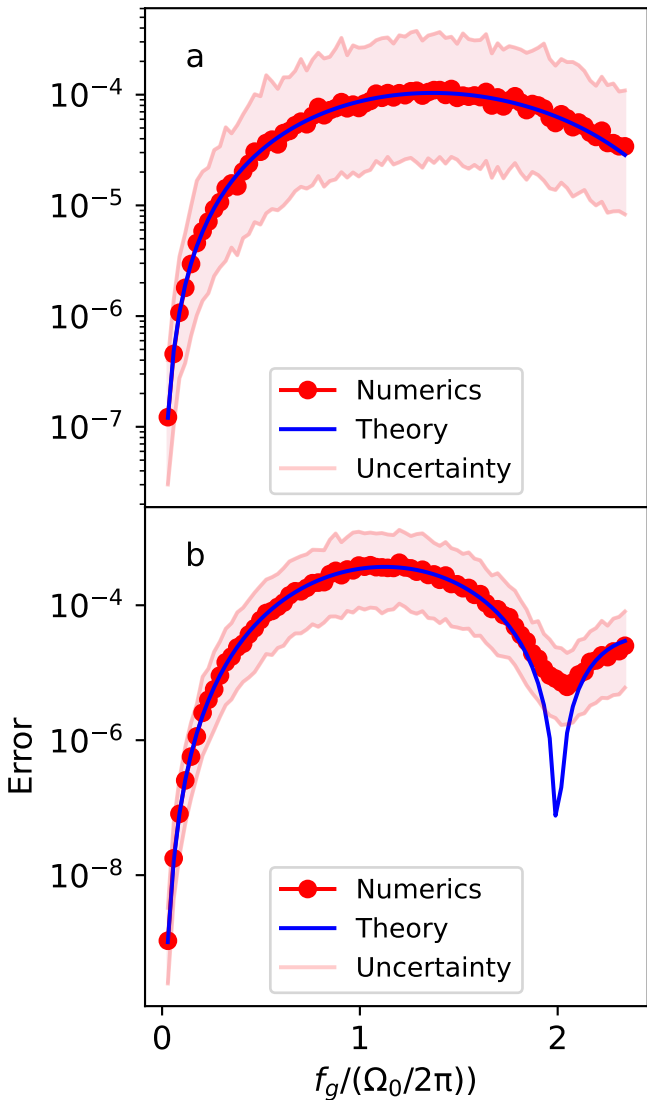 a
10⁻⁴
10⁻⁵
10⁻⁶
10⁻⁷
Numerics
Theory
Uncertainty
b
10⁻⁴
10⁻⁶
10⁻⁸
Error
Numerics
Theory
Uncertainty
0 1 2
f_g/(Ω₀/2π))